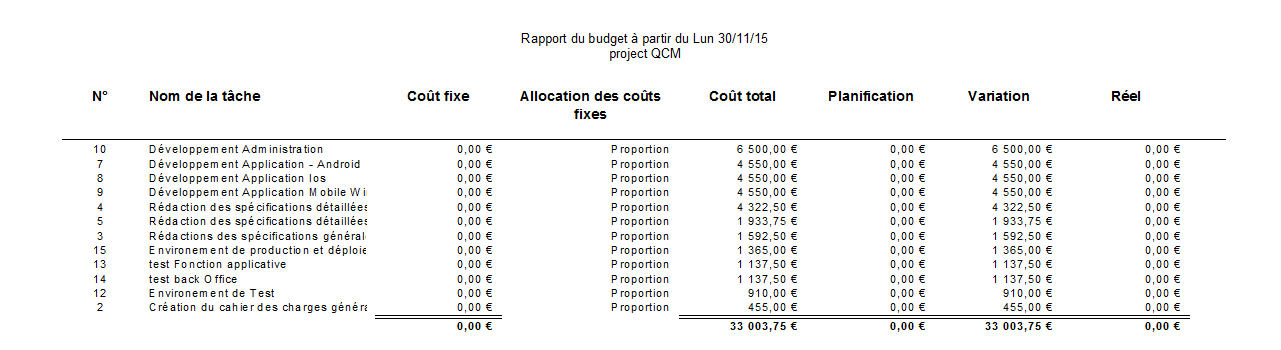 Rapport du budget à partir du Lun 30/11/15
project QCM
N° Nom de la tâche Coût fixe Allocation des coûts fixes Coût total Planification Variation Réel
10 Développement Administration 0,00 € Proportion 6 500,00 € 0,00 € 6 500,00 € 0,00 €
7 Développement Application - Android 0,00 € Proportion 4 550,00 € 0,00 € 4 550,00 € 0,00 €
8 Développement Application Ios 0,00 € Proportion 4 550,00 € 0,00 € 4 550,00 € 0,00 €
9 Développement Application Mobile Wi 0,00 € Proportion 4 550,00 € 0,00 € 4 550,00 € 0,00 €
4 Rédaction des spécifications détaillées 0,00 € Proportion 4 322,50 € 0,00 € 4 322,50 € 0,00 €
5 Rédaction des spécifications détaillées 0,00 € Proportion 1 933,75 € 0,00 € 1 933,75 € 0,00 €
3 Rédactions des spécifications général 0,00 € Proportion 1 592,50 € 0,00 € 1 592,50 € 0,00 €
15 Environement de production et déploie 0,00 € Proportion 1 365,00 € 0,00 € 1 365,00 € 0,00 €
13 test Fonction applicative 0,00 € Proportion 1 137,50 € 0,00 € 1 137,50 € 0,00 €
14 test back Office 0,00 € Proportion 1 137,50 € 0,00 € 1 137,50 € 0,00 €
12 Environement de Test 0,00 € Proportion 910,00 € 0,00 € 910,00 € 0,00 €
2 Création du cahier des charges généra 0,00 € Proportion 455,00 € 0,00 € 455,00 € 0,00 €
0,00 € 33 003,75 € 0,00 € 33 003,75 € 0,00 €